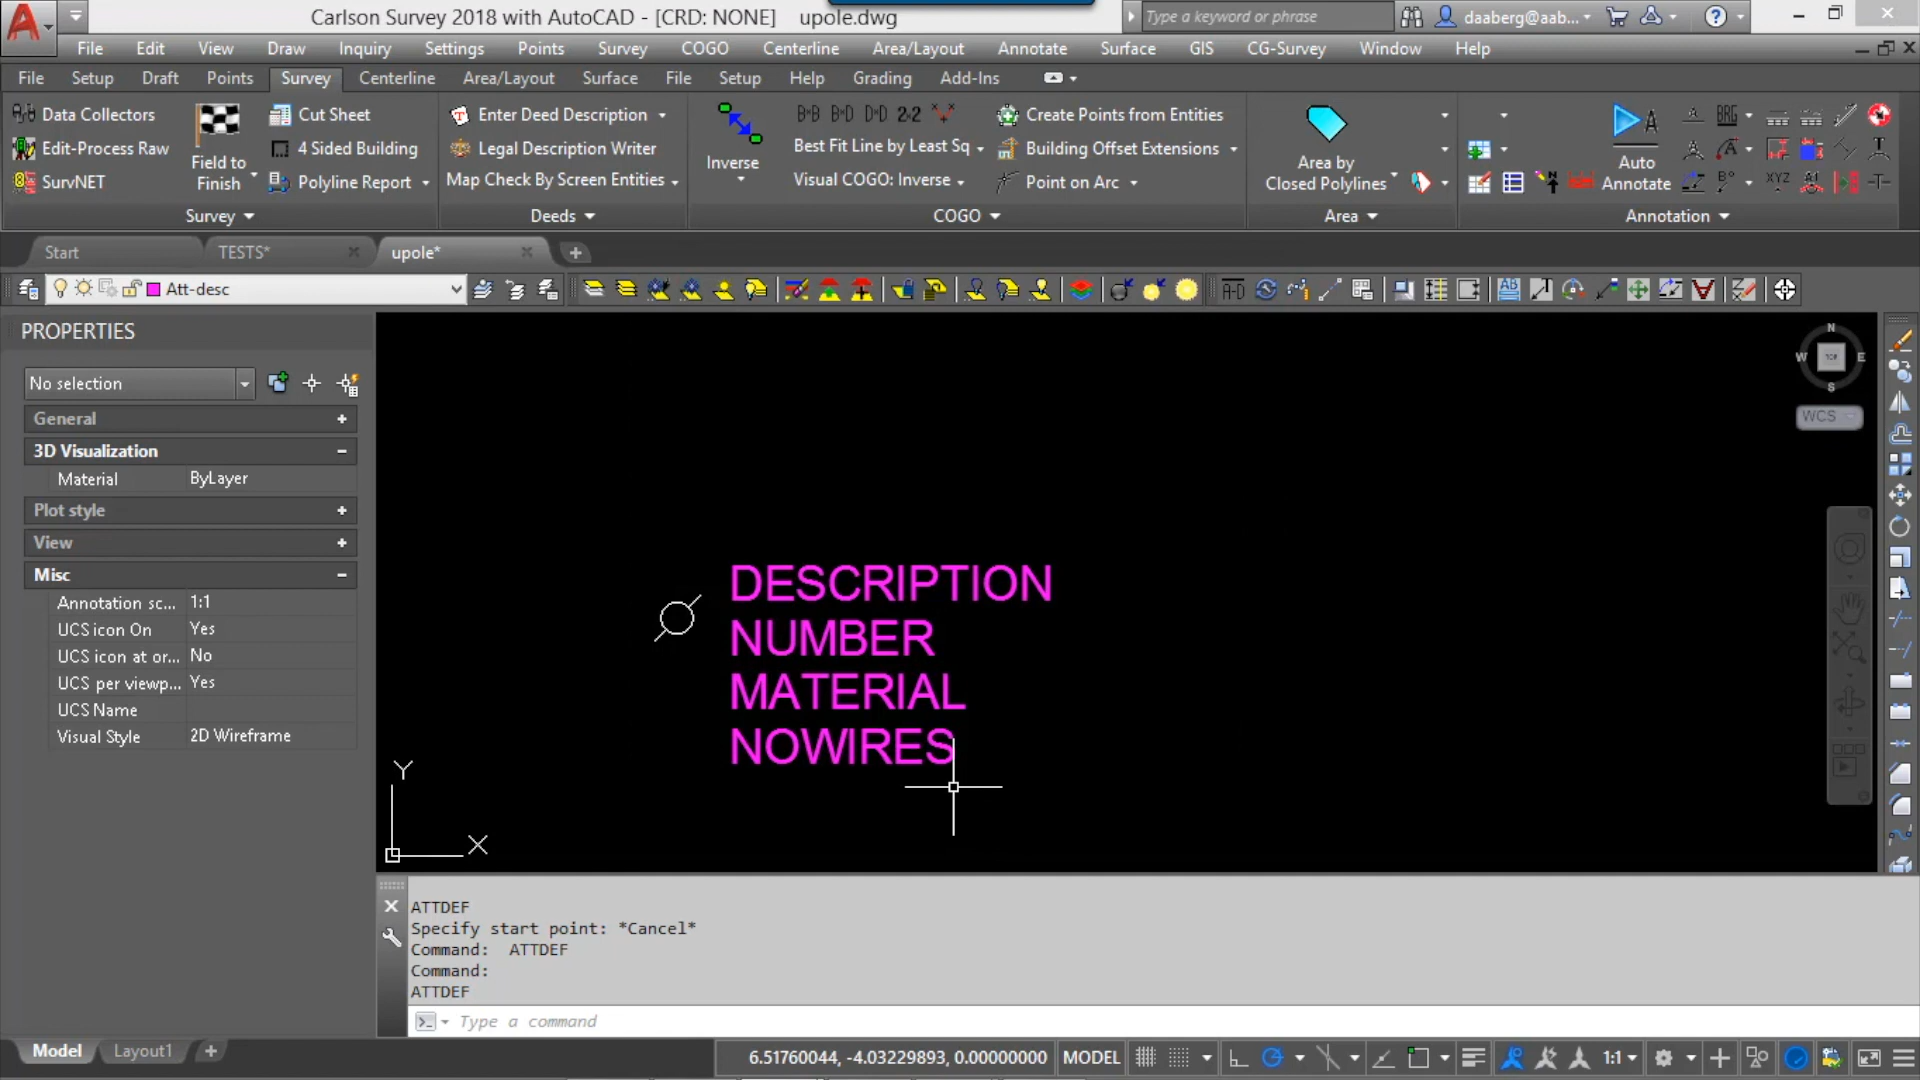 Carlson Survey 2018 with AutoCAD - [CRD: NONE] upole.dwg
Type a keyword or phrase
daaberg@aab...
File Edit View Draw Inquiry Settings Points Survey COGO Centerline Area/Layout Annotate Surface GIS CG-Survey Window Help
File Setup Draft Points Survey Centerline Area/Layout Surface File Setup Help Grading Add-Ins
Data Collectors
Edit-Process Raw
SurvNET
Field to
Finish
Cut Sheet
4 Sided Building
Polyline Report
Survey
Enter Deed Description
Legal Description Writer
Map Check By Screen Entities
Deeds
Inverse
Best Fit Line by Least Sq
Visual COGO: Inverse
Create Points from Entities
Building Offset Extensions
Point on Arc
COGO
Area by
Closed Polylines
Area
Auto
Annotate
BRG
XYZ
Annotation
Start TESTS* upole*
Att-desc
PROPERTIES
No selection
General
3D Visualization
Material ByLayer
Plot style
View
Misc
Annotation sc... 1:1
UCS icon On Yes
UCS icon at or... No
UCS per viewp... Yes
UCS Name
Visual Style 2D Wireframe
N
W E
S
WCS
DESCRIPTION
NUMBER
MATERIAL
NOWIRES
Y
X
ATTDEF
Specify start point: *Cancel*
Command: ATTDEF
Command:
ATTDEF
Type a command
Model Layout1
6.51760044, -4.03229893, 0.00000000 MODEL 1:1